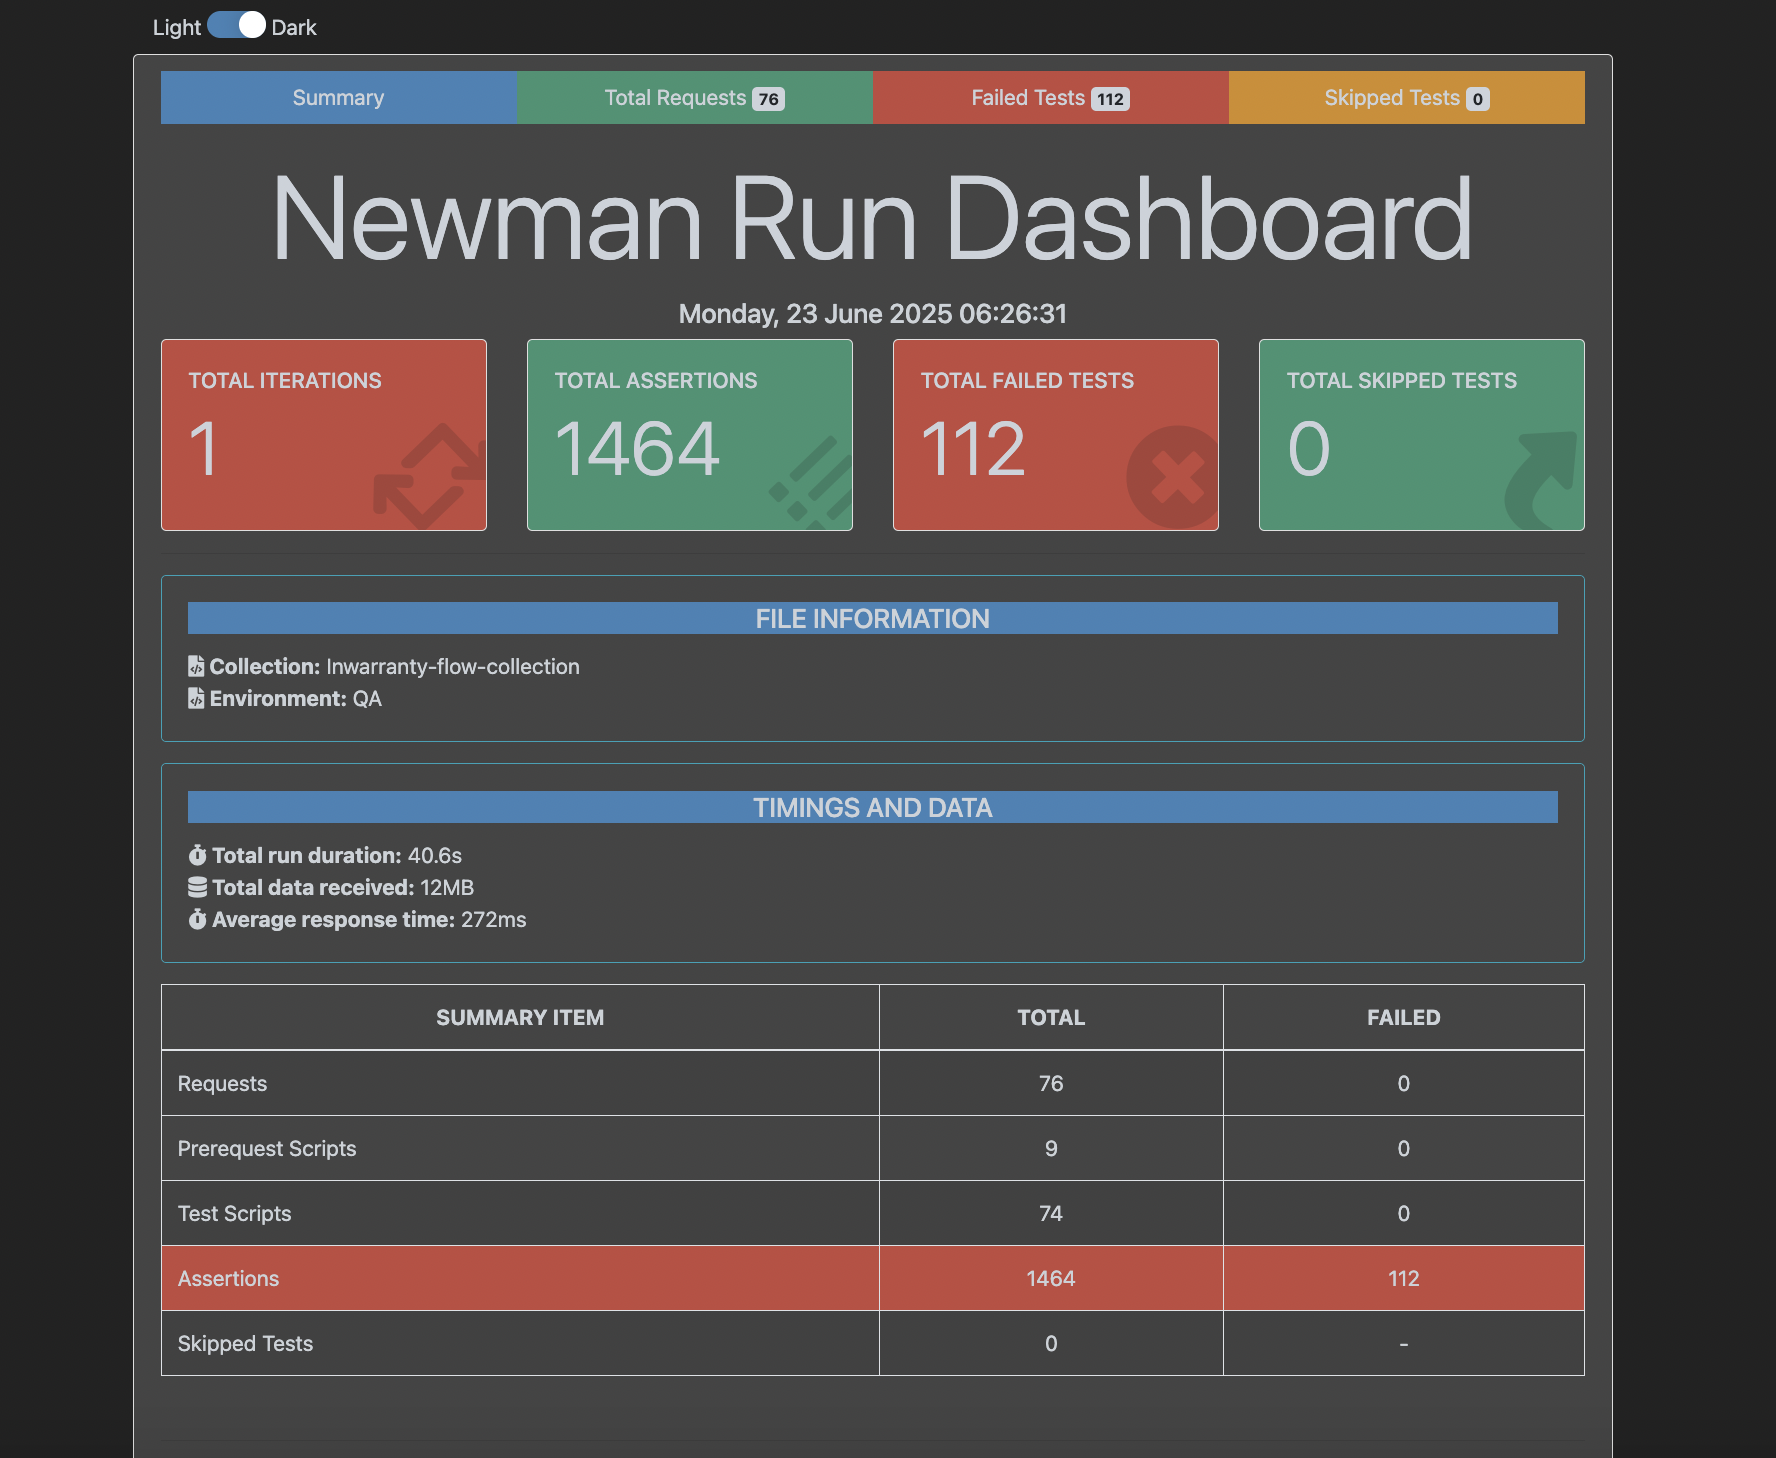 Light Dark
Summary Total Requests 76 Failed Tests 112 Skipped Tests 0
Newman Run Dashboard
Monday, 23 June 2025 06:26:31
TOTAL ITERATIONS
1
TOTAL ASSERTIONS
1464
TOTAL FAILED TESTS
112
TOTAL SKIPPED TESTS
0
FILE INFORMATION
Collection: Inwarranty-flow-collection
Environment: QA
TIMINGS AND DATA
Total run duration: 40.6s
Total data received: 12MB
Average response time: 272ms
SUMMARY ITEM TOTAL FAILED
Requests 76 0
Prerequest Scripts 9 0
Test Scripts 74 0
Assertions 1464 112
Skipped Tests 0 -